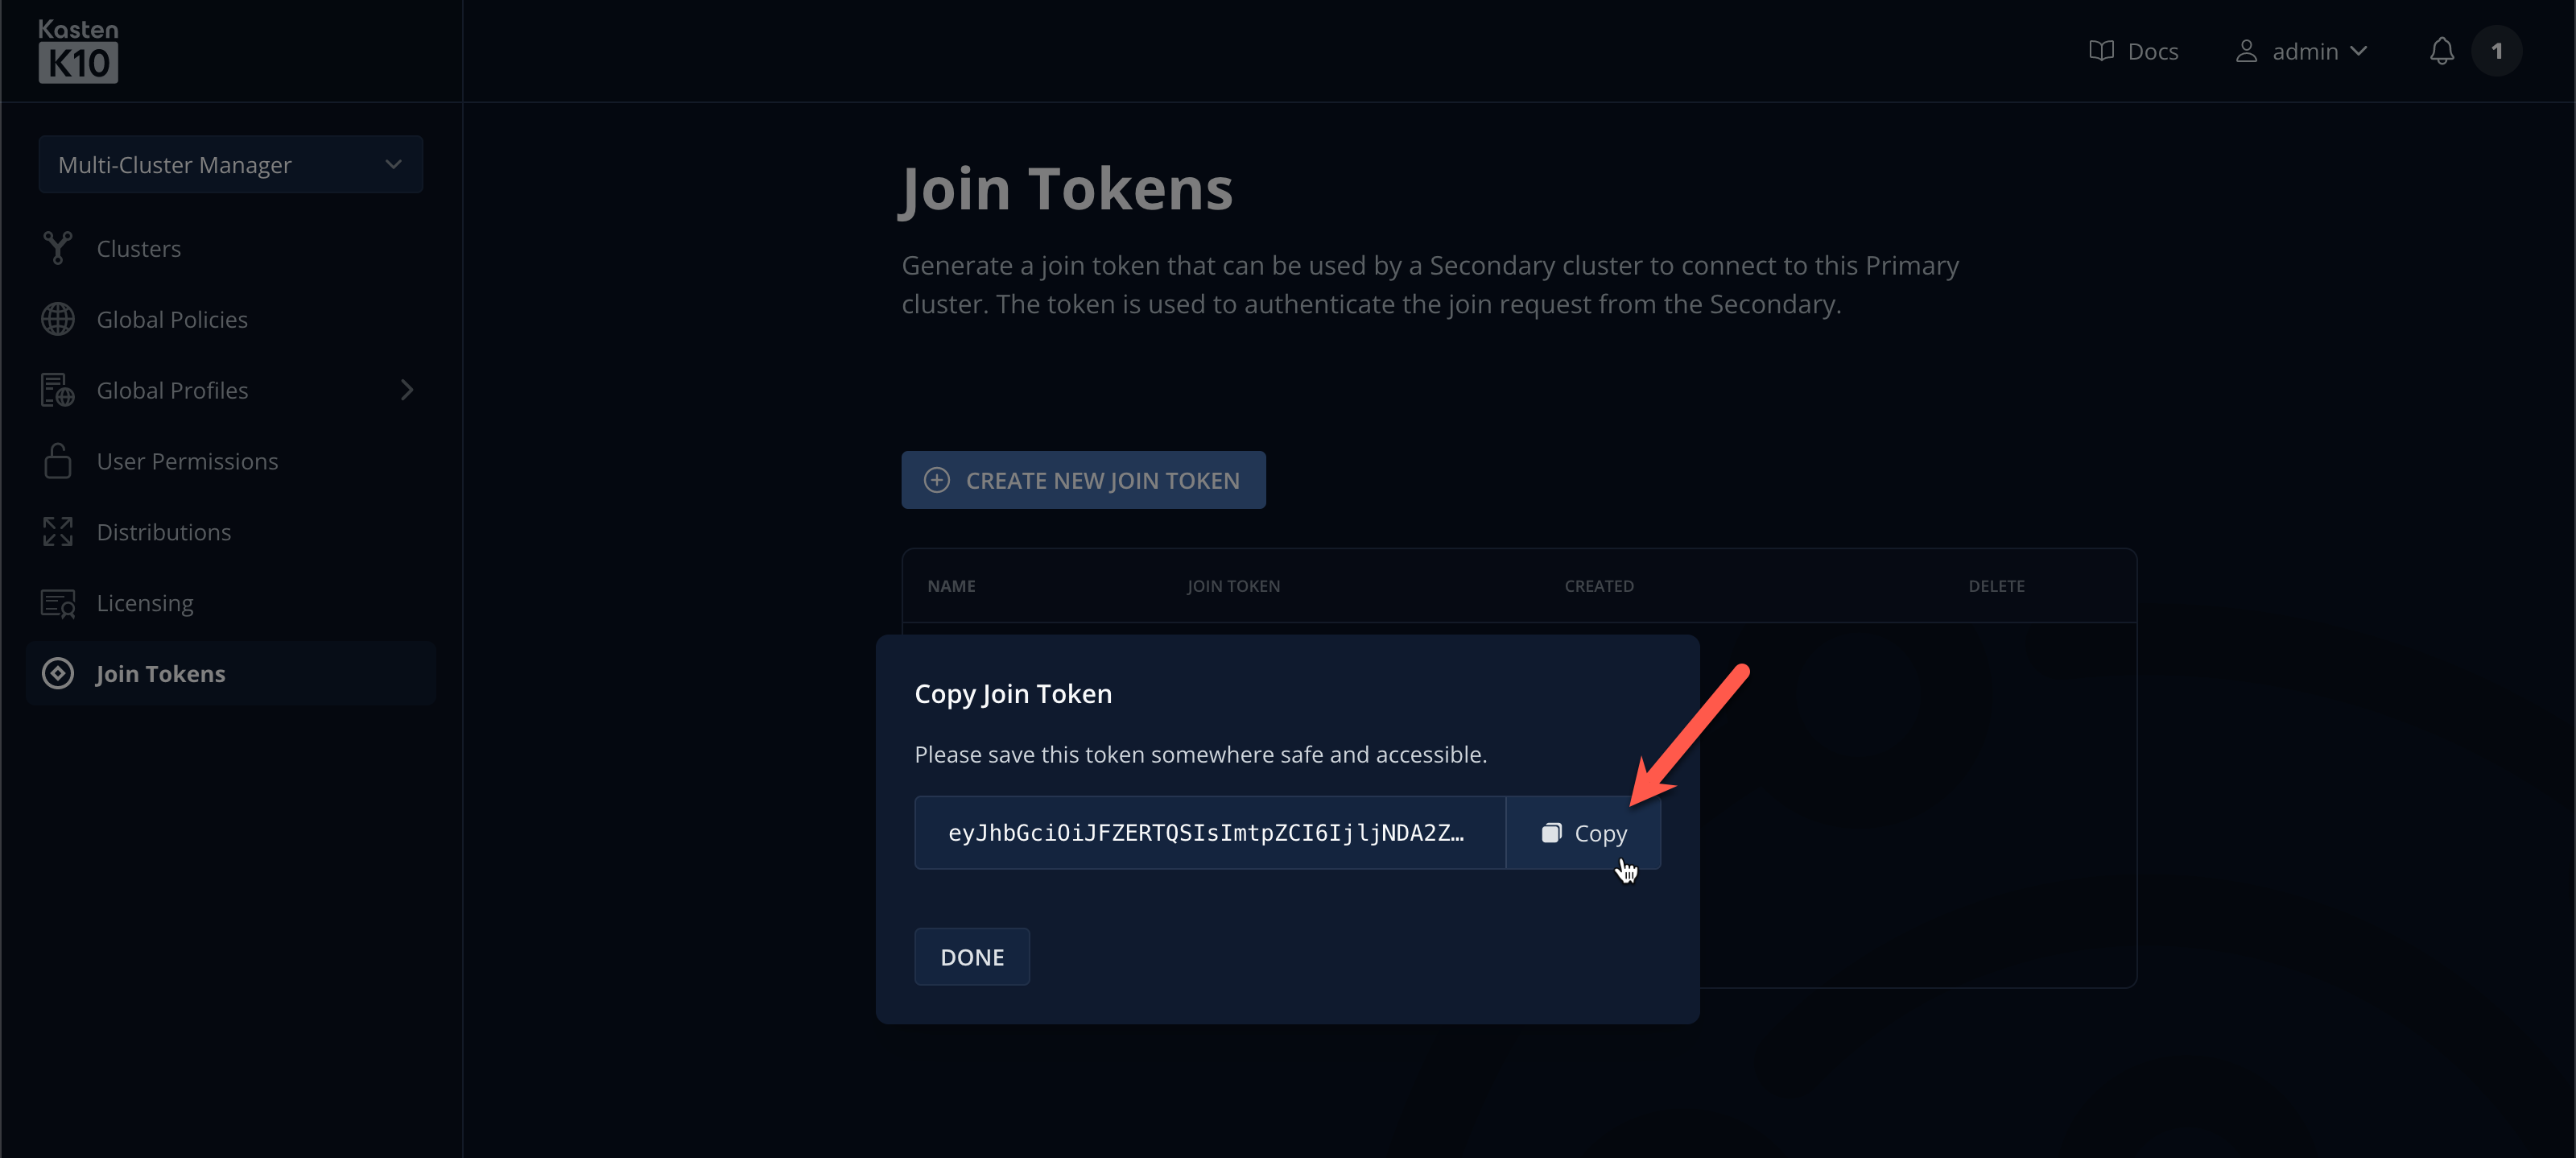 Kasten
K10
Docs
admin
1
Multi-Cluster Manager
Clusters
Global Policies
Global Profiles
User Permissions
Distributions
Licensing
Join Tokens
Join Tokens
Generate a join token that can be used by a Secondary cluster to connect to this Primary
cluster. The token is used to authenticate the join request from the Secondary.
CREATE NEW JOIN TOKEN
NAME JOIN TOKEN CREATED DELETE
Copy Join Token
Please save this token somewhere safe and accessible.
eyJhbGciOiJFZERTQSIsImtpZCI6IjljNDA2Z…
Copy
DONE